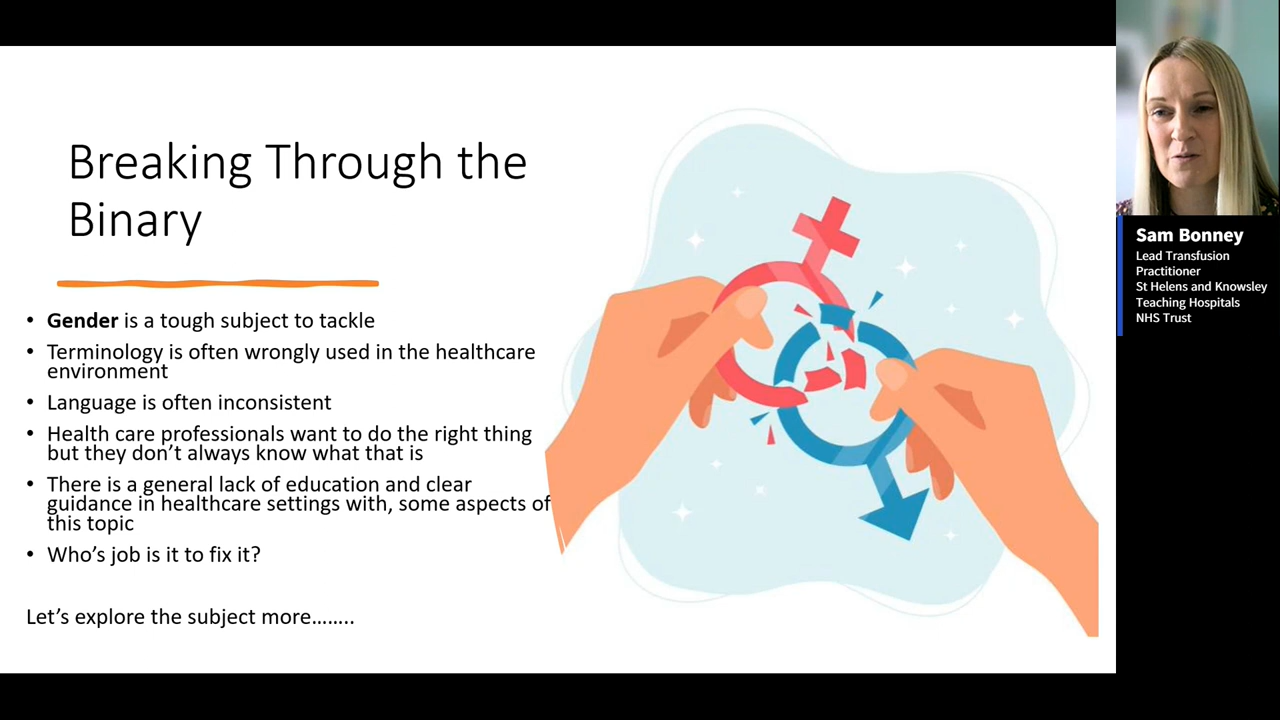 Breaking Through the
Binary
• Gender is a tough subject to tackle
• Terminology is often wrongly used in the healthcare
environment
• Language is often inconsistent
• Health care professionals want to do the right thing
but they don’t always know what that is
• There is a general lack of education and clear
guidance in healthcare settings with, some aspects of
this topic
• Who’s job is it to fix it?
Let’s explore the subject more……..
Sam Bonney
Lead Transfusion
Practitioner
St Helens and Knowsley
Teaching Hospitals
NHS Trust